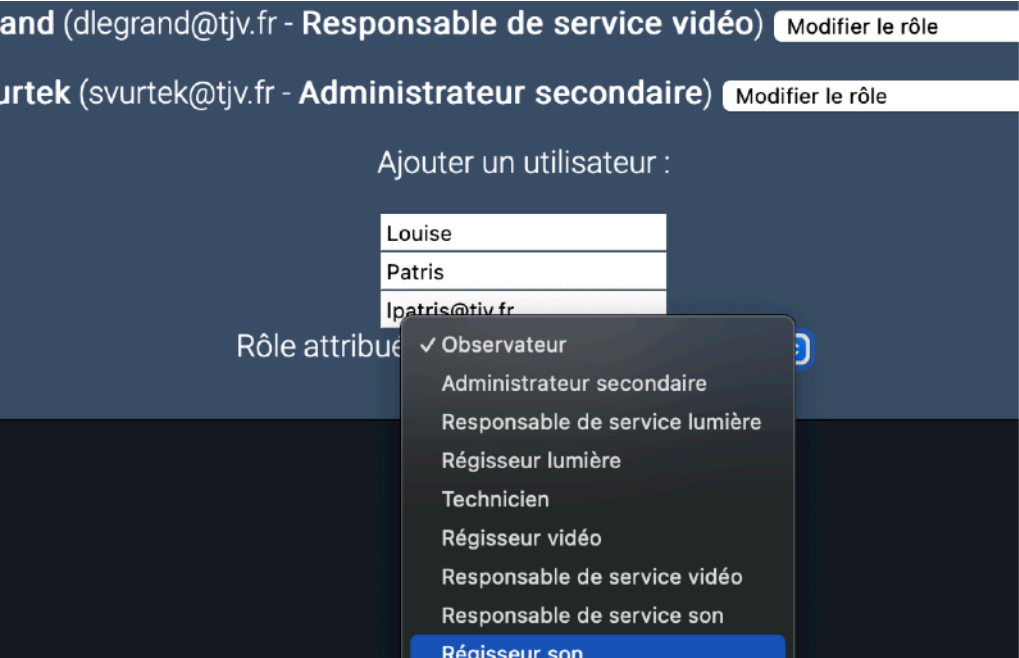 and (dlegrand@tjv.fr - Responsable de service vidéo) Modifier le rôle
urtek (svurtek@tjv.fr - Administrateur secondaire) Modifier le rôle
Ajouter un utilisateur :
Louise
Patris
lpatris@tjv.fr
Rôle attribué
✓ Observateur
Administrateur secondaire
Responsable de service lumière
Régisseur lumière
Technicien
Régisseur vidéo
Responsable de service vidéo
Responsable de service son
Régisseur son